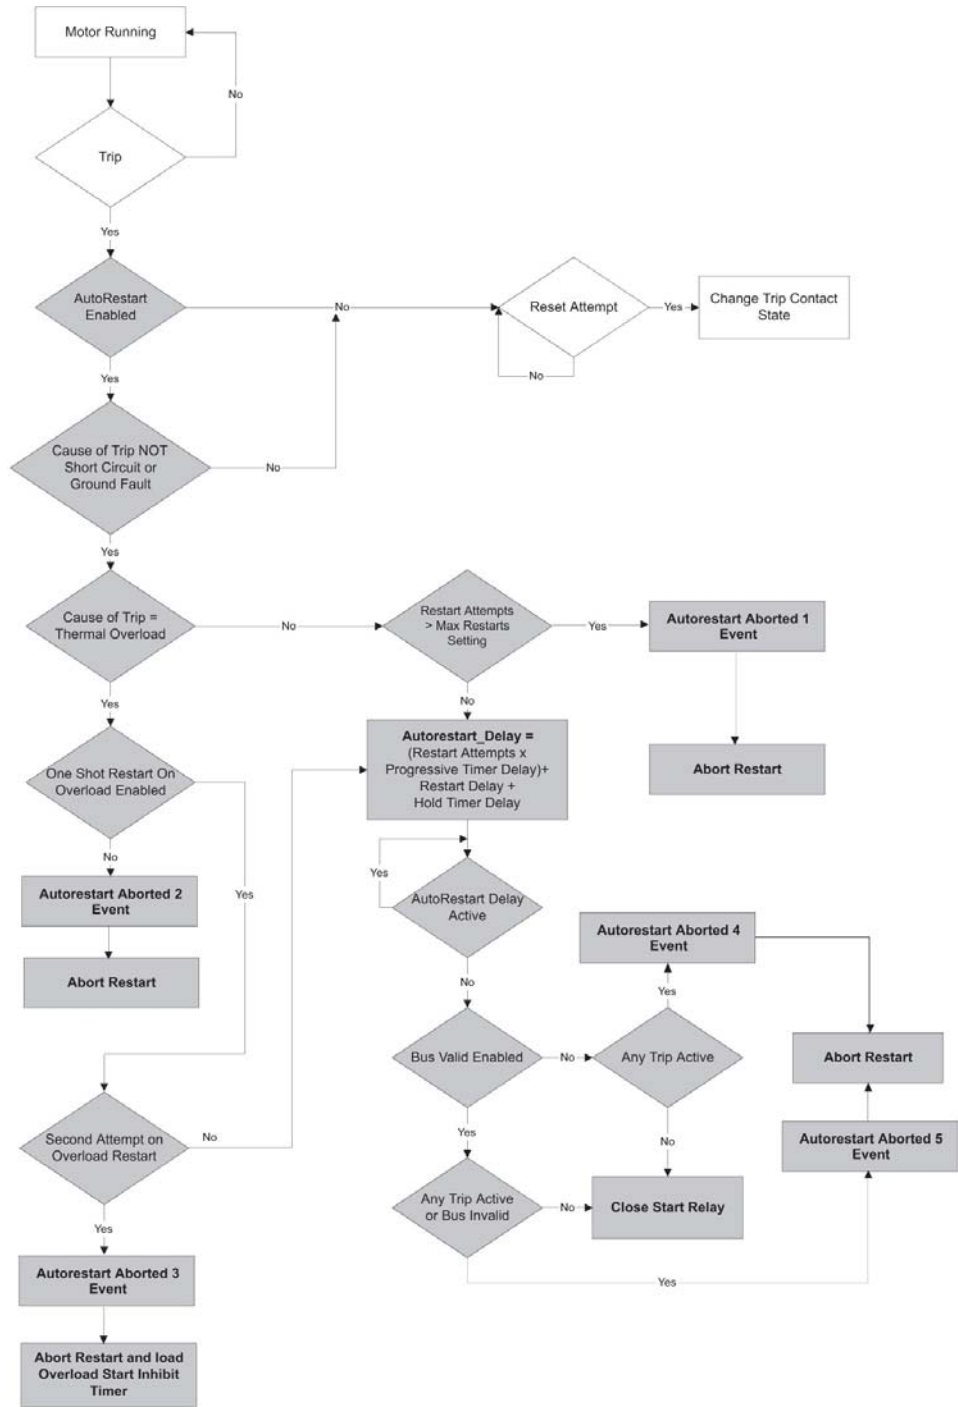 Motor Running
No
Trip
Yes
AutoRestart
Enabled
No
Reset Attempt
Yes
Change Trip Contact
State
No
Yes
Cause of Trip NOT
Short Circuit or
Ground Fault
No
Yes
Cause of Trip =
Thermal Overload
No
Restart Attempts
> Max Restarts
Setting
Yes
Autorestart Aborted 1
Event
Abort Restart
Yes
No
One Shot Restart On
Overload Enabled
Autorestart_Delay =
(Restart Attempts x
Progressive Timer Delay)+
Restart Delay +
Hold Timer Delay
No
Yes
Autorestart Aborted 2
Event
Abort Restart
Yes
AutoRestart Delay
Active
No
Autorestart Aborted 4
Event
Yes
Bus Valid Enabled
No
Any Trip Active
Abort Restart
Yes
No
Second Attempt on
Overload Restart
No
Autorestart Aborted 5
Event
Any Trip Active
or Bus Invalid
No
Close Start Relay
Yes
Yes
Autorestart Aborted 3
Event
Abort Restart and load
Overload Start Inhibit
Timer